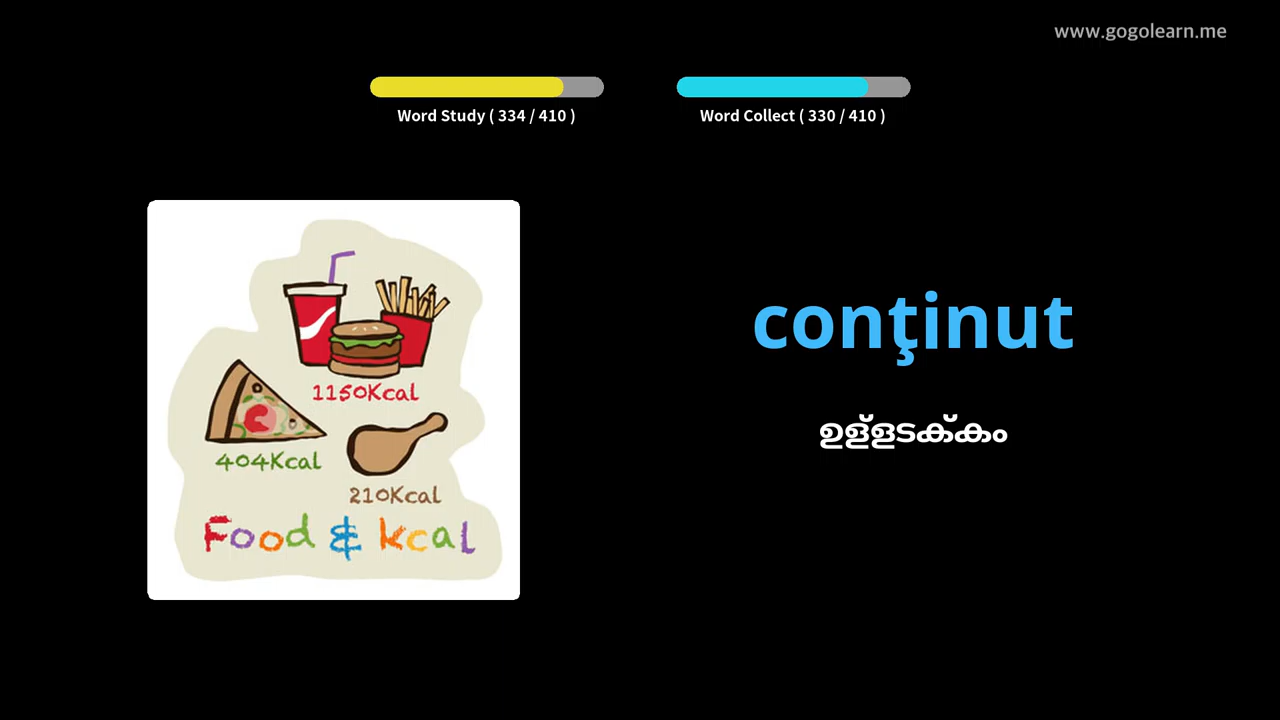 www.gogolearn.me
Word Study ( 334 / 410 )
Word Collect ( 330 / 410 )
1150Kcal
404Kcal
210Kcal
Food & kcal
conţinut
ഉള്ളടക്കം